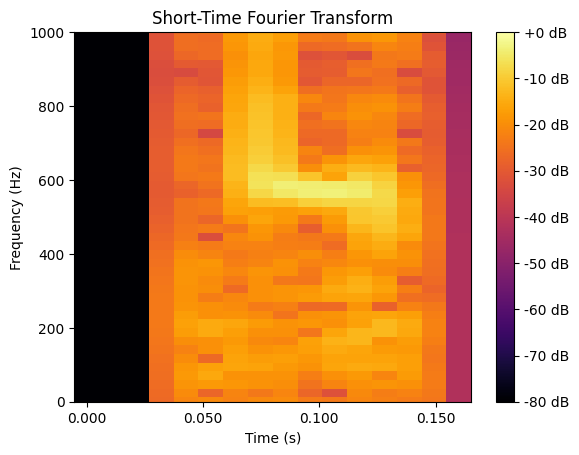 Short-Time Fourier Transform
1000
800
600
400
200
0
Frequency (Hz)
0.000
0.050
0.100
0.150
Time (s)
+0 dB
-10 dB
-20 dB
-30 dB
-40 dB
-50 dB
-60 dB
-70 dB
-80 dB